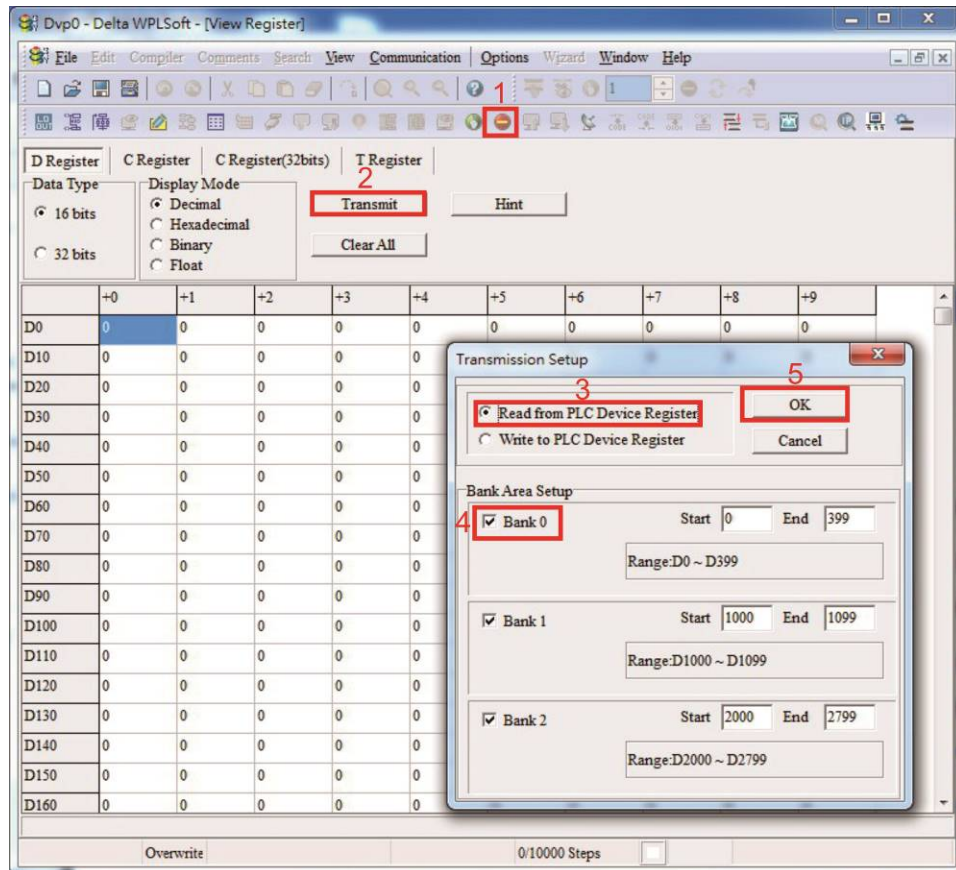 Dvp0 - Delta WPLSoft - [View Register]
File Edit Compiler Comments Search View Communication Options Wizard Window Help
1
1
D Register C Register C Register(32bits) T Register
2
Data Type Display Mode
16 bits Decimal Transmit Hint
Hexadecimal
32 bits Binary Clear All
Float
+0 +1 +2 +3 +4 +5 +6 +7 +8 +9
D0 0 0 0 0 0 0 0 0 0 0
D10 0 0 0 0 0
D20 0 0 0 0 0
D30 0 0 0 0 0
D40 0 0 0 0 0
D50 0 0 0 0 0
D60 0 0 0 0 0
D70 0 0 0 0 0
D80 0 0 0 0 0
D90 0 0 0 0 0
D100 0 0 0 0 0
D110 0 0 0 0 0
D120 0 0 0 0 0
D130 0 0 0 0 0
D140 0 0 0 0 0
D150 0 0 0 0 0
D160 0 0 0 0 0
Transmission Setup
3 5
Read from PLC Device Register OK
Write to PLC Device Register Cancel
Bank Area Setup
4 Bank 0 Start 0 End 399
Range:D0 ~ D399
Bank 1 Start 1000 End 1099
Range:D1000 ~ D1099
Bank 2 Start 2000 End 2799
Range:D2000 ~ D2799
Overwrite 0/10000 Steps